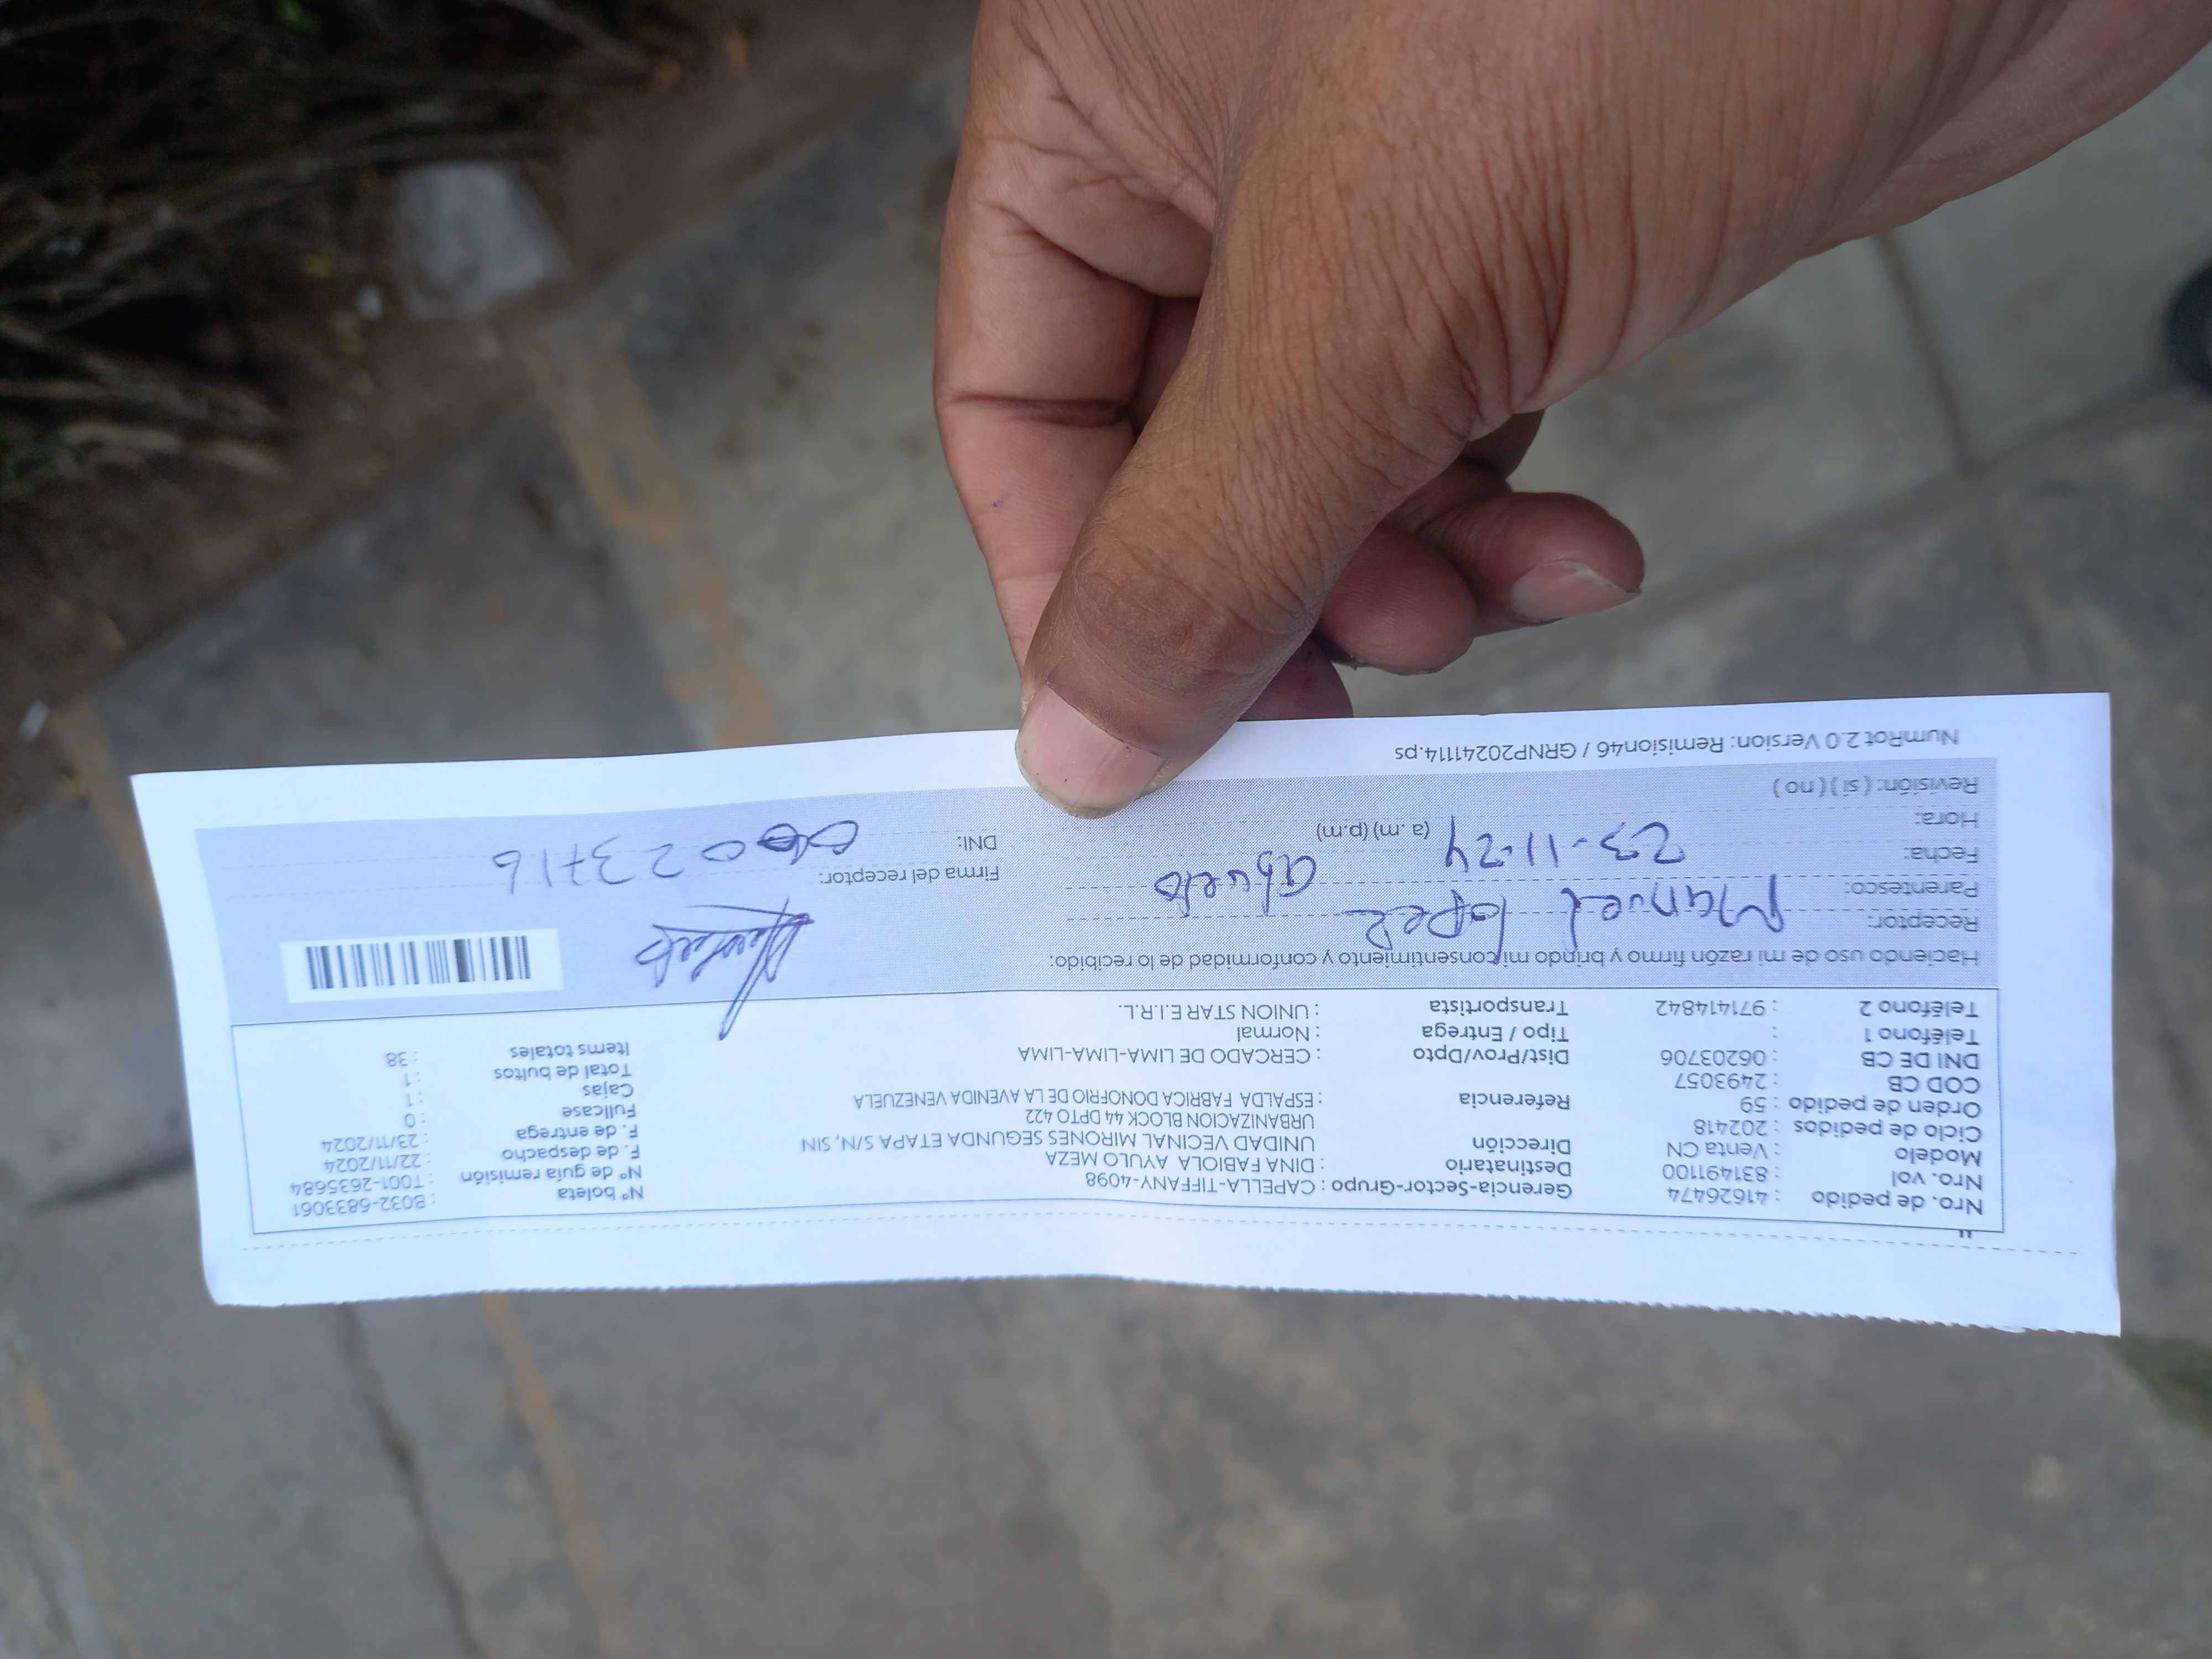 Nro. de pedido : 41626474 Gerencia-Sector-Grupo : CAPELLA-TIFFANY-4098 Nº boleta : B032-6833061
Nro. vol : 831491100 Destinatario : DINA FABIOLA AYULO MEZA Nº de guía remisión : T001-2635684
Modelo : Venta CN Dirección UNIDAD VECINAL MIRONES SEGUNDA ETAPA S/N, SIN F. de despacho : 22/11/2024
Ciclo de pedidos : 202418 URBANIZACION BLOCK 44 DPTO 422 F. de entrega : 23/11/2024
Orden de pedido : 59 Referencia : ESPALDA FABRICA DONOFRIO DE LA AVENIDA VENEZUELA Fullcase : 0
COD CB : 2493057 Cajas : 1
DNI DE CB : 06203706 Dist/Prov/Dpto : CERCADO DE LIMA-LIMA-LIMA Total de bultos : 1
Teléfono 1 : Tipo / Entrega : Normal Items totales : 38
Teléfono 2 : 971414842 Transportista : UNION STAR E.I.R.L.
Haciendo uso de mi razón firmo y brindo mi consentimiento y conformidad de lo recibido:
Receptor: Manuel Lopez
Parentesco: abuelo Firma del receptor:
Fecha: 23-11-24 DNI: 023716
Hora: (a.m) (p.m)
Revisión: ( sí ) ( no )
NumRot 2.0 Version: Remision46 / GRNP20241114.ps